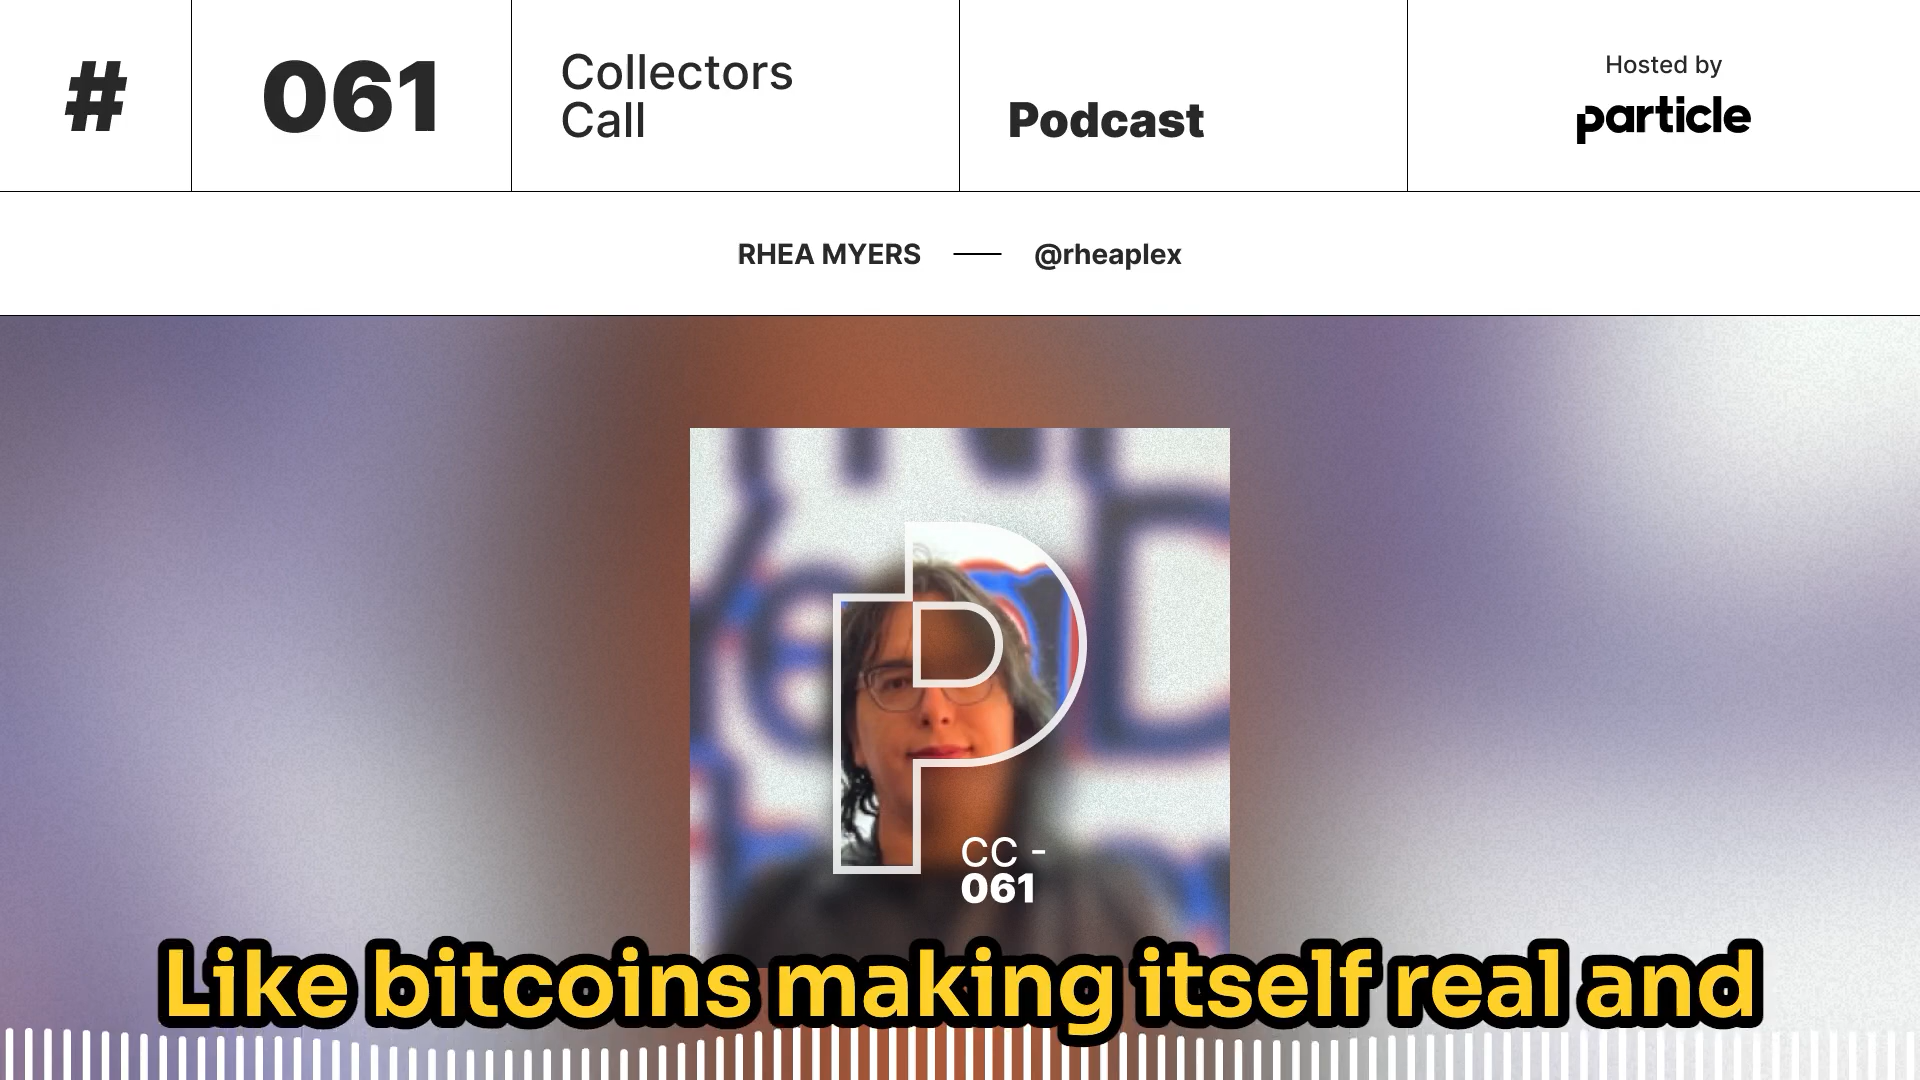 #
061
Collectors
Call
Podcast
Hosted by
particle
RHEA MYERS — @rheaplex
CC -
061
Like bitcoins making itself real and